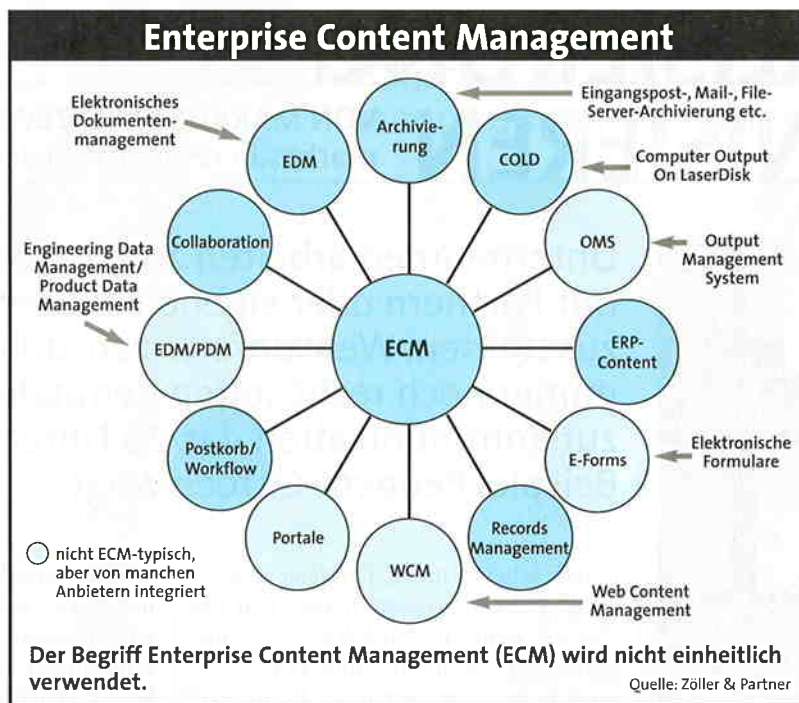 Enterprise Content Management
Elektronisches
Dokumenten-
management
EDM
Archivie-
rung
Eingangspost-, Mail-, File-
Server-Archivierung etc.
COLD
Computer Output
On LaserDisk
Collaboration
OMS
Output
Management
System
Engineering Data
Management/
Product Data
Management
EDM/PDM
ECM
ERP-
Content
Postkorb/
Workflow
E-Forms
Elektronische
Formulare
Portale
WCM
Records
Management
Web Content
Management
nicht ECM-typisch,
aber von manchen
Anbietern integriert
Der Begriff Enterprise Content Management (ECM) wird nicht einheitlich
verwendet.
Quelle: Zöller & Partner